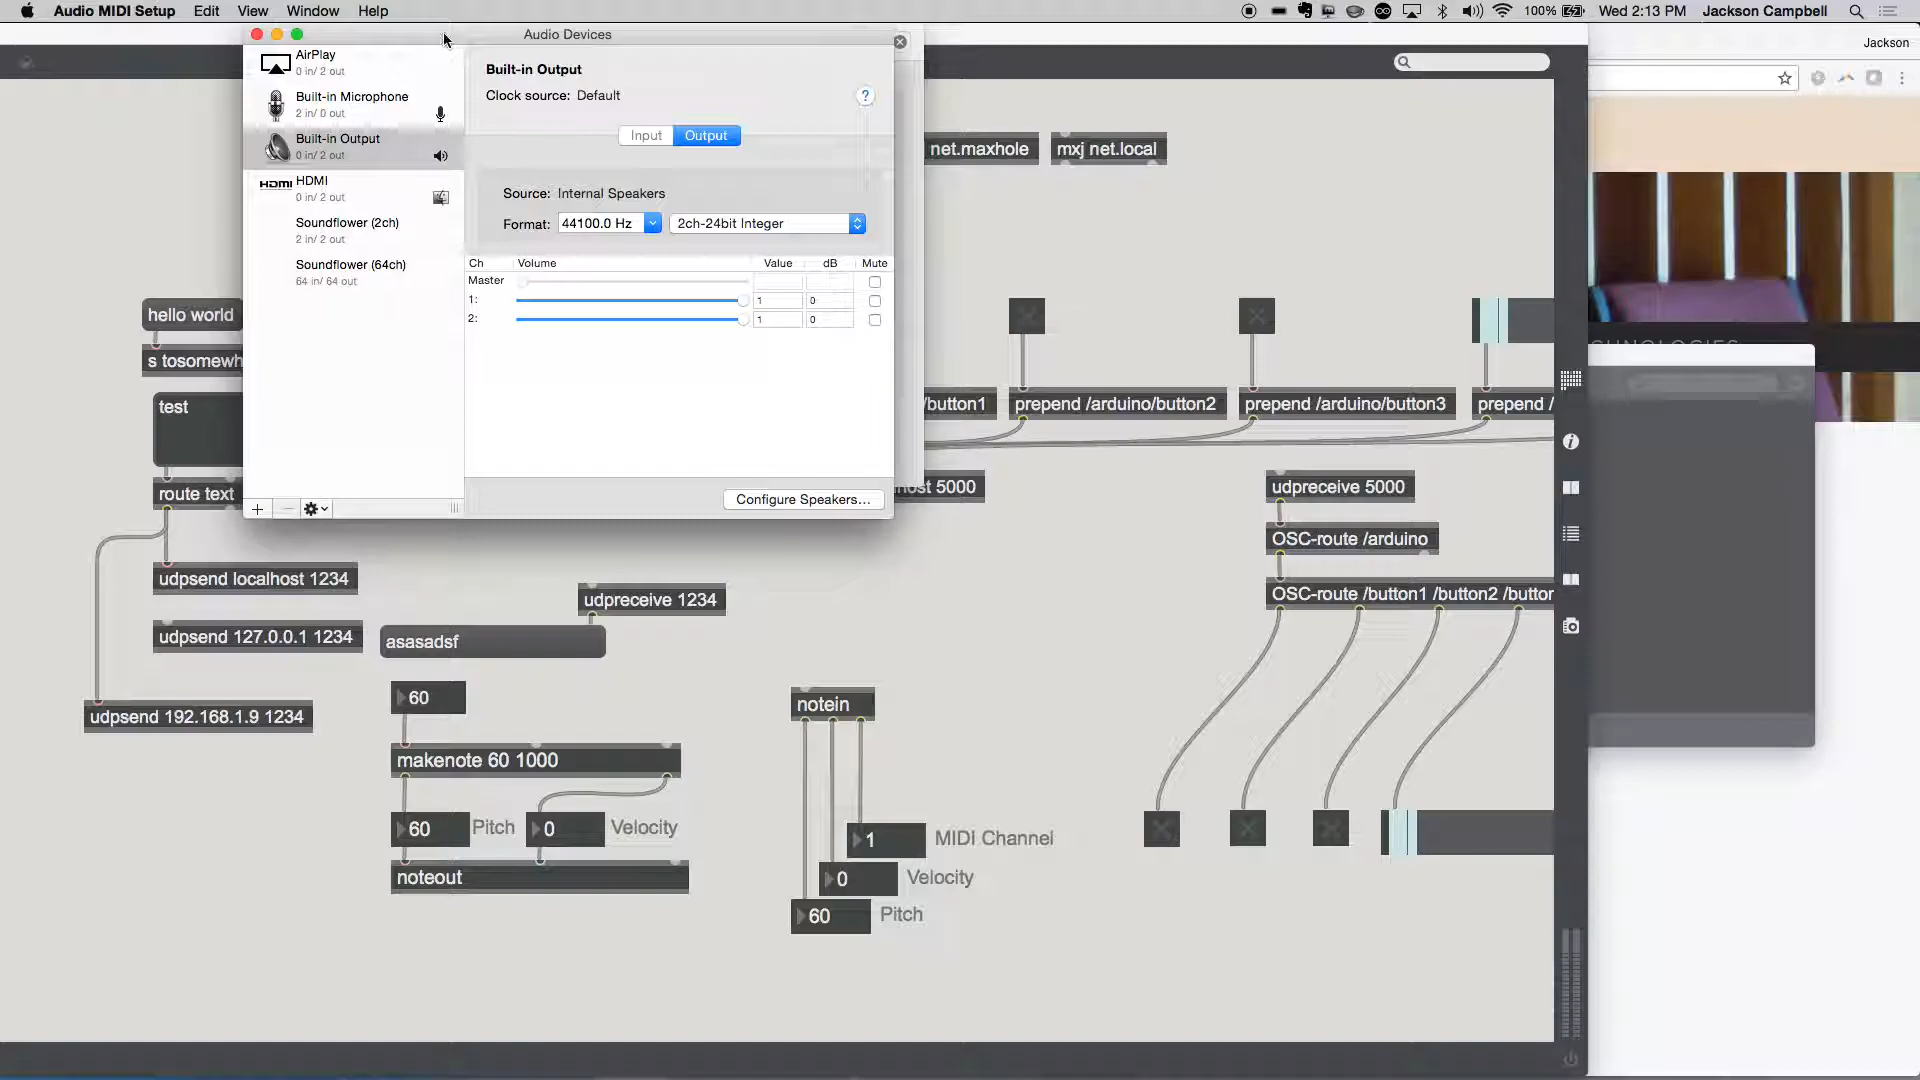 Audio MIDI Setup Edit View Window Help 100% Wed 2:13 PM Jackson Campbell
Audio Devices
Jackson
AirPlay
0 in/ 2 out
Built-in Microphone
2 in/ 0 out
Built-in Output
0 in/ 2 out
HDMI HDMI
0 in/ 2 out
Soundflower (2ch)
2 in/ 2 out
Soundflower (64ch)
64 in/ 64 out
Built-in Output
Clock source: Default
?
Input Output
Source: Internal Speakers
Format: 44100.0 Hz 2ch-24bit Integer
Ch Volume Value dB Mute
Master
1: 1 0
2: 1 0
Configure Speakers...
net.maxhole mxj net.local
hello world
s tosomewh
test
route text
udpsend localhost 1234
udpsend 127.0.0.1 1234
udpsend 192.168.1.9 1234
udpreceive 1234
asasadsf
60
makenote 60 1000
60 Pitch 0 Velocity
noteout
notein
1 MIDI Channel
0 Velocity
60 Pitch
/button1 prepend /arduino/button2 prepend /arduino/button3 prepend /
ost 5000
udpreceive 5000
OSC-route /arduino
OSC-route /button1 /button2 /button